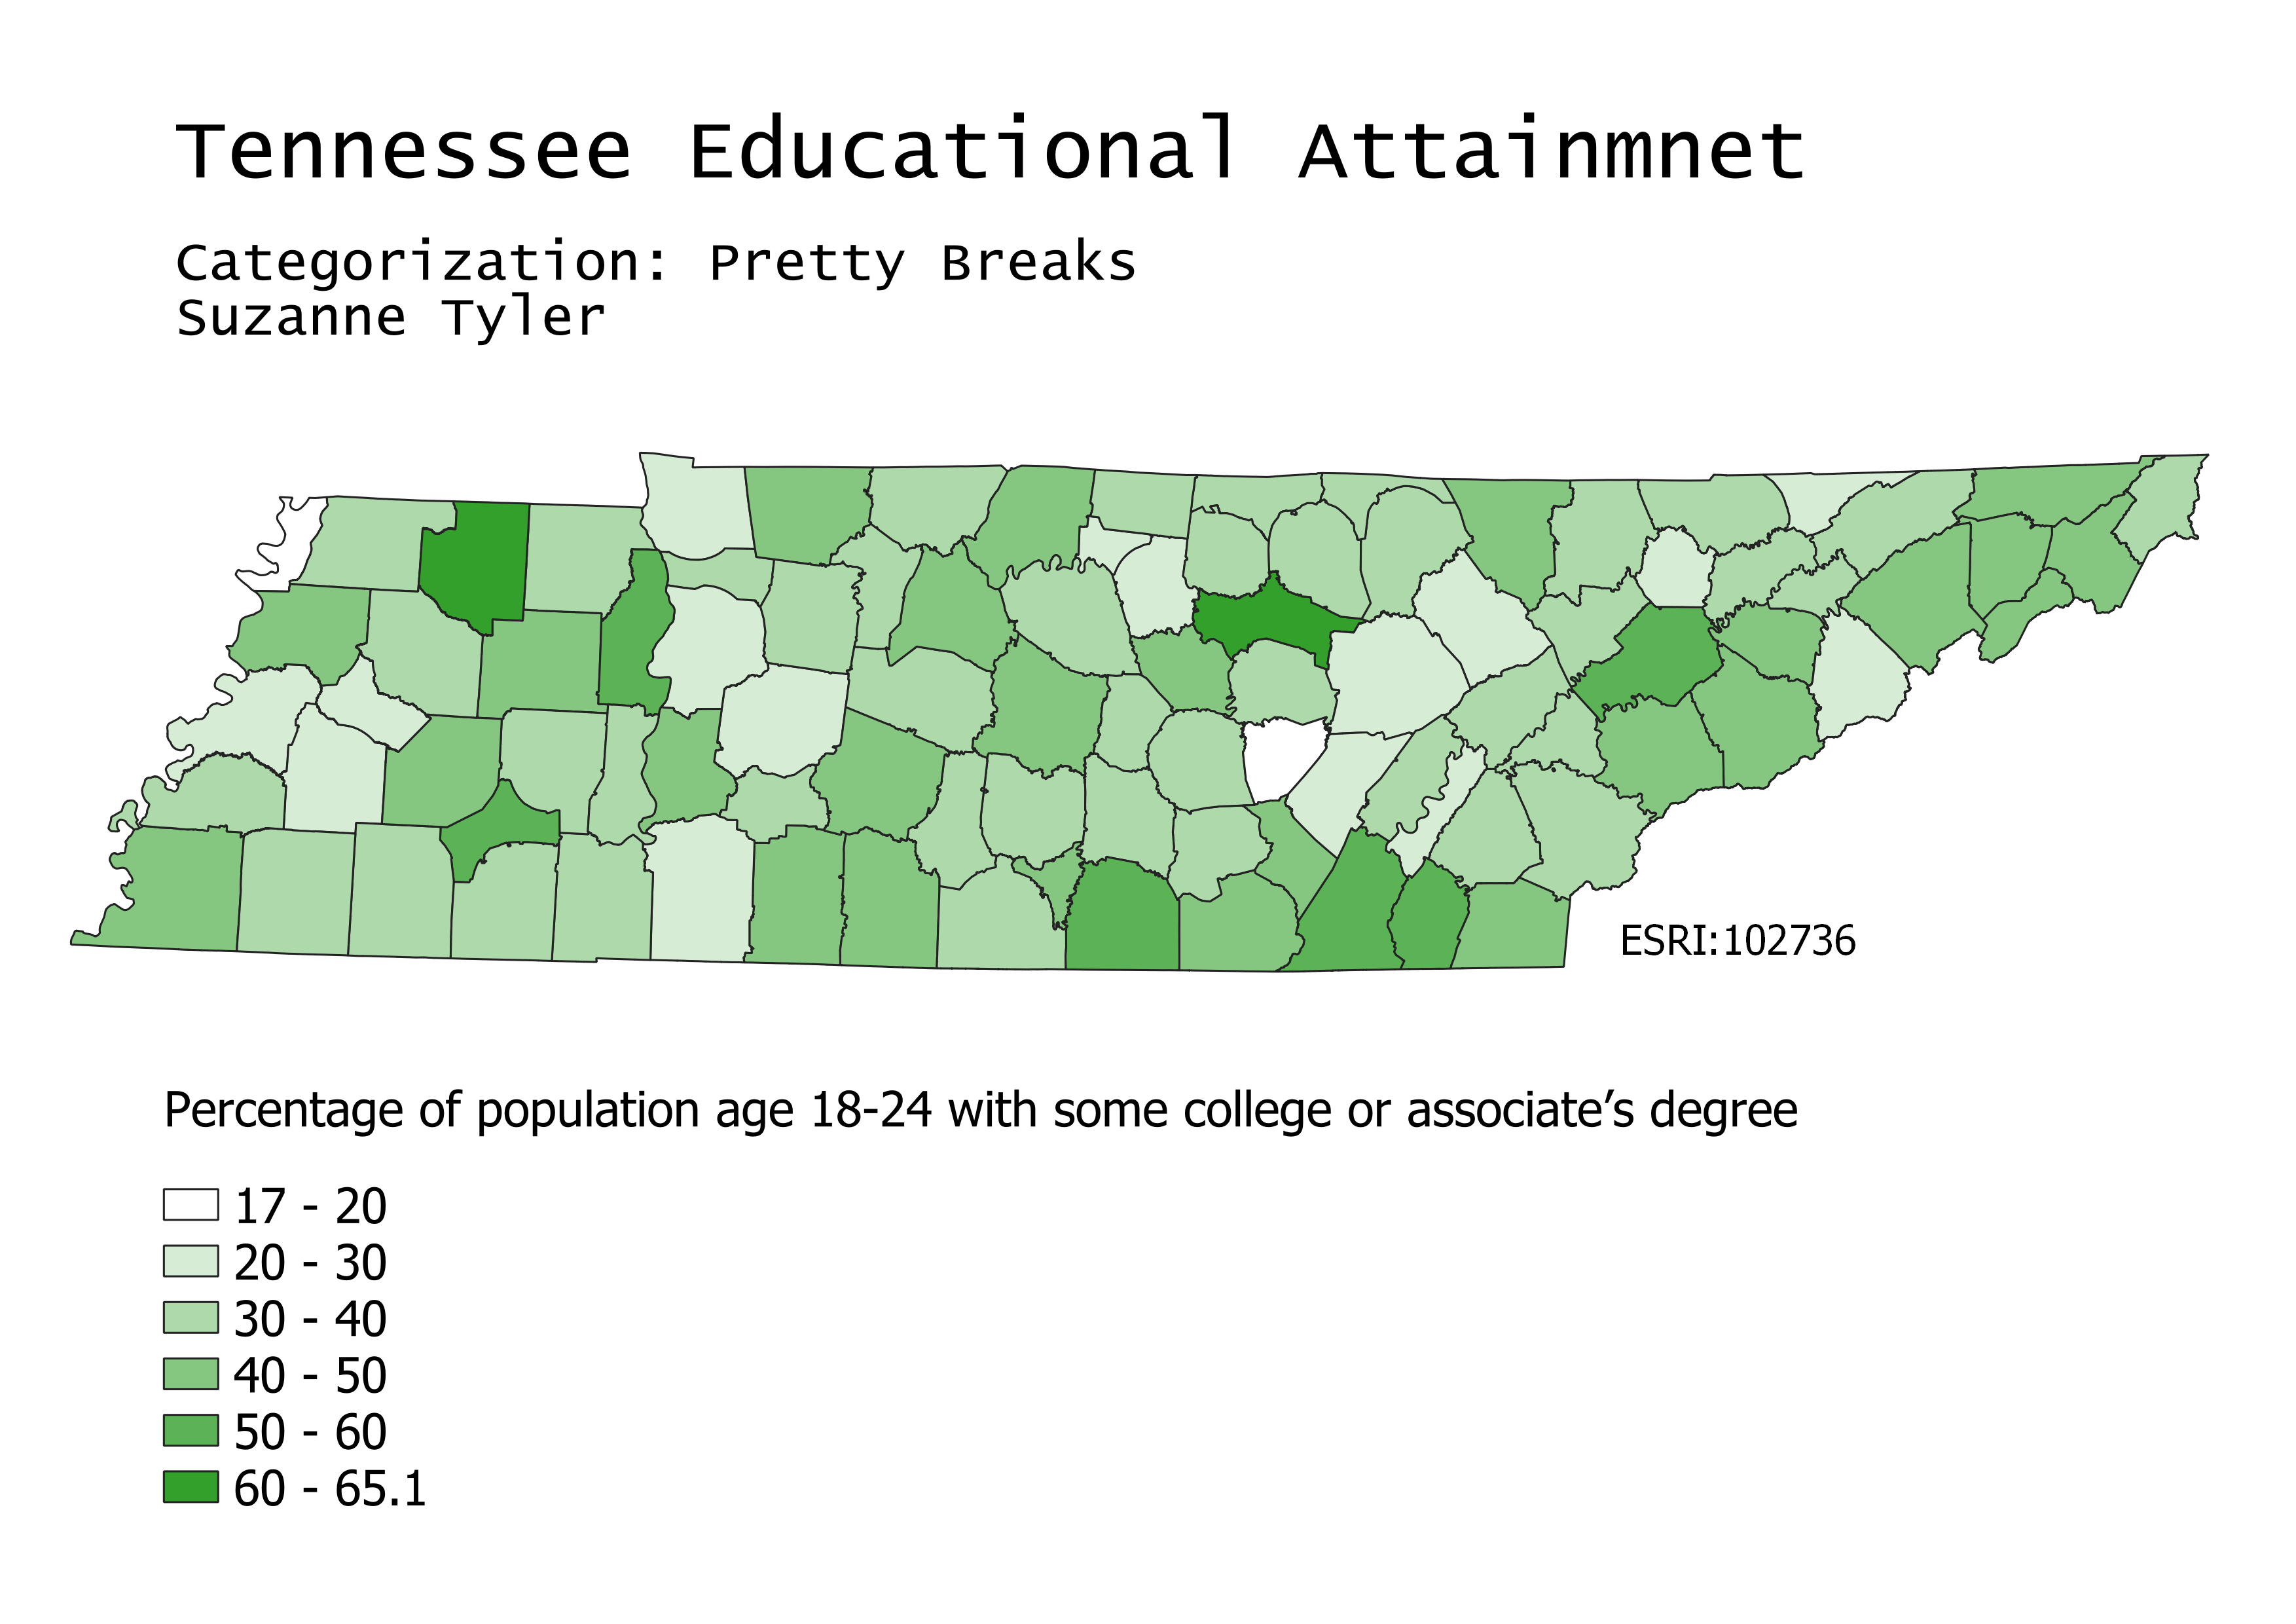 Tennessee Educational Attainmnet
Categorization: Pretty Breaks
Suzanne Tyler
ESRI:102736
Percentage of population age 18-24 with some college or associate’s degree
17 - 20
20 - 30
30 - 40
40 - 50
50 - 60
60 - 65.1